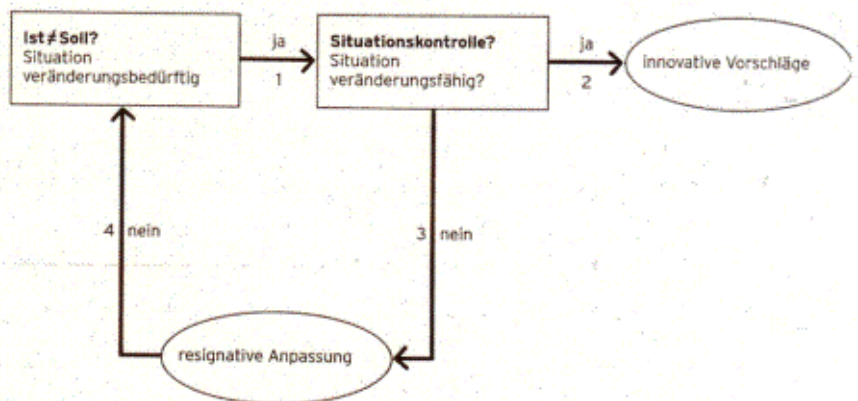 Ist≠Soll?
Situation
veränderungsbedürftig
ja
1
Situationskontrolle?
Situation
veränderungsfähig?
ja
2
innovative Vorschläge
4 nein
3 nein
resignative Anpassung